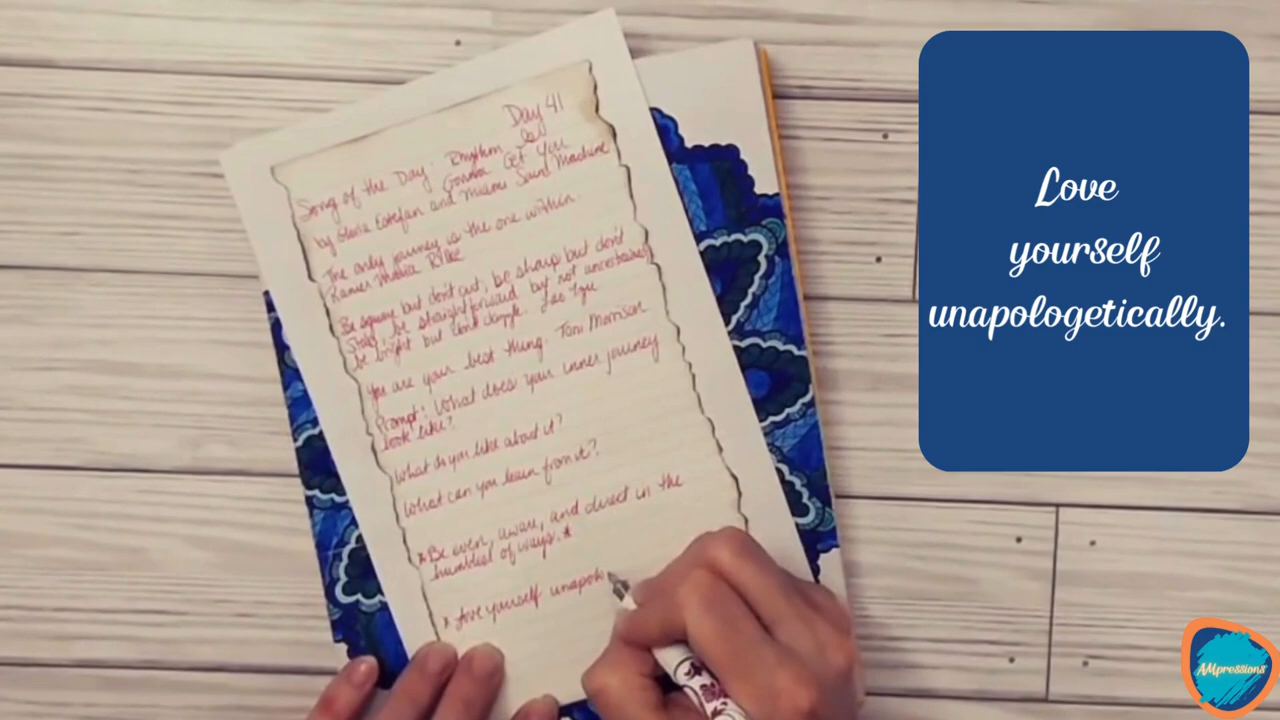 Day 41
Song of the Day: Rhythm is
Gonna Get You
by Gloria Estefan and Miami Sound Machine
The only journey is the one within.
Rainer Maria Rilke
Be square but don't cut, be sharp but don't
stab, be straightforward but not unrestrained,
be bright but don't dazzle. Lao Tzu
You are your best thing. Toni Morrison
Prompt: What does your inner journey
look like?
What do you like about it?
What can you learn from it?
*Be even, aware, and direct in the
humblest of ways.*
*Love yourself unapolo
Love
yourself
unapologetically.
AMpressions